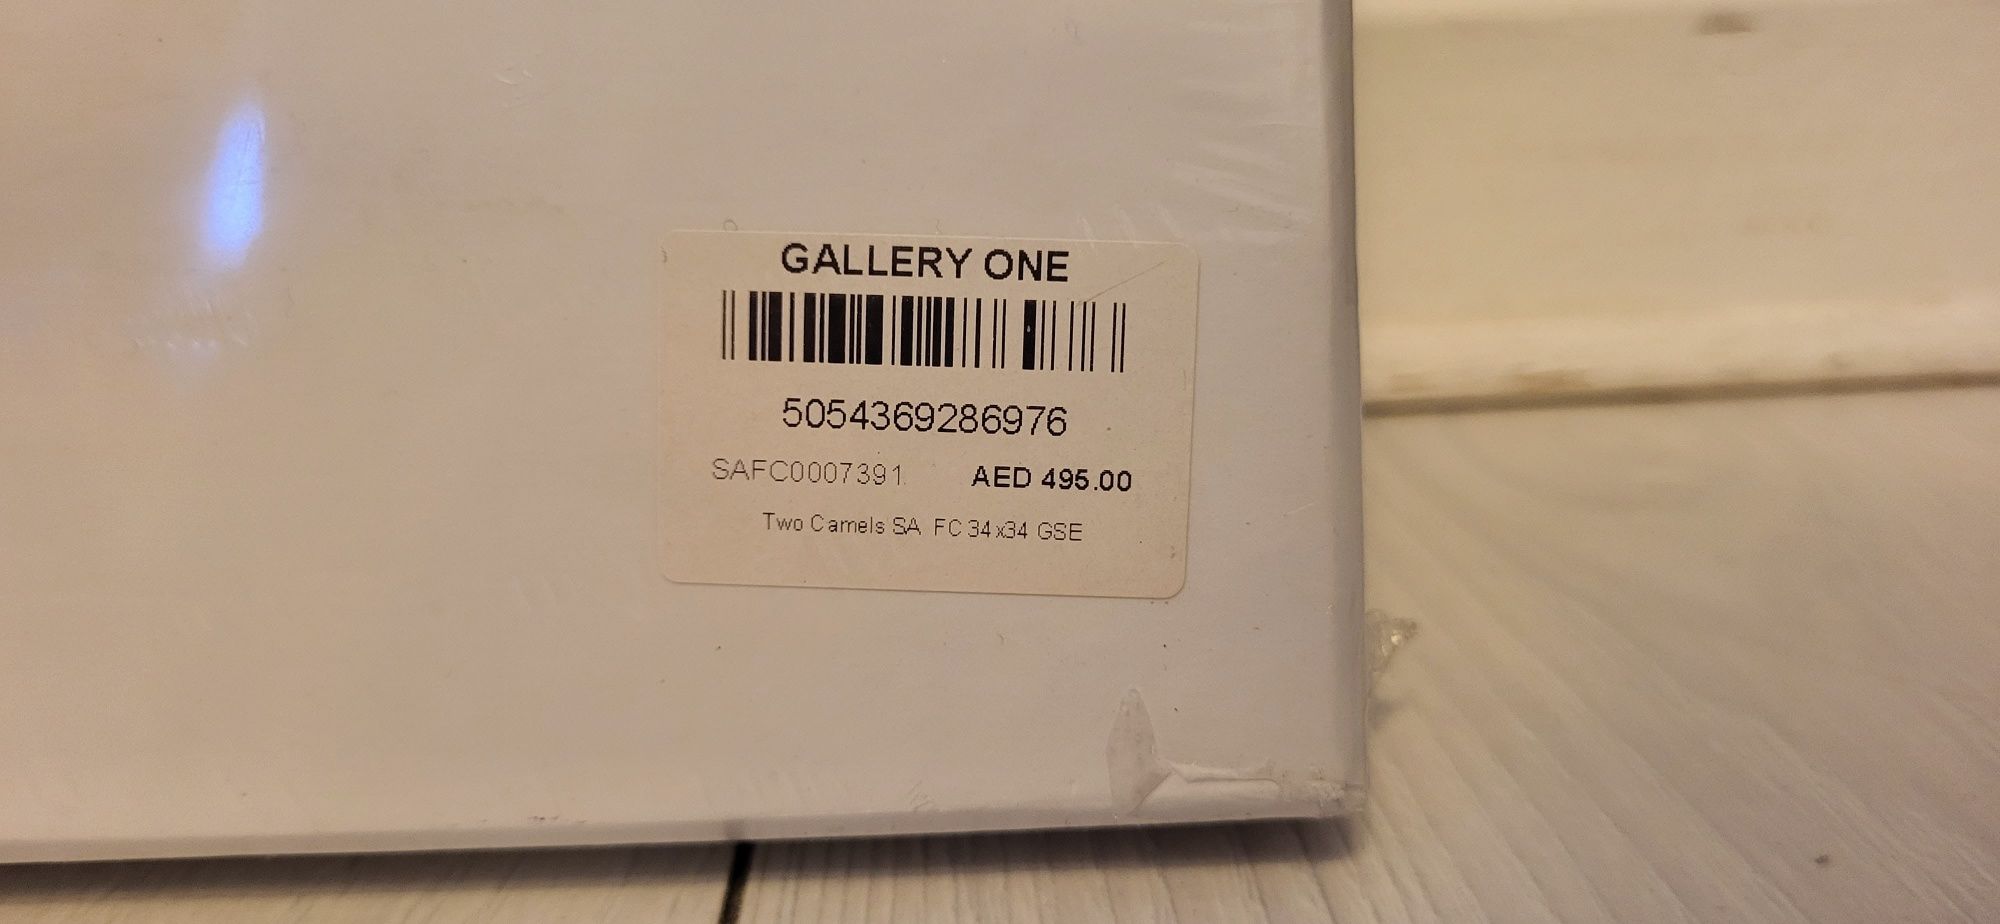 GALLERY ONE
5054369286976
SAFC0007391 AED 495.00
Two Camels SA FC 34x34 GSE